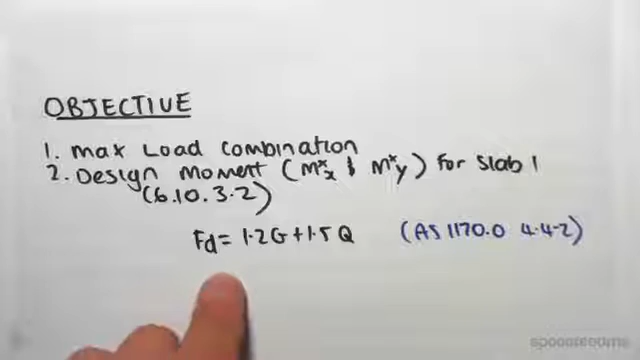 OBJECTIVE
1. Max Load Combination
2. Design Moment (M*x & M*y) for Slab 1
(6.10.3.2)
Fd = 1.2G + 1.5Q (AS 1170.0 4.4.2)